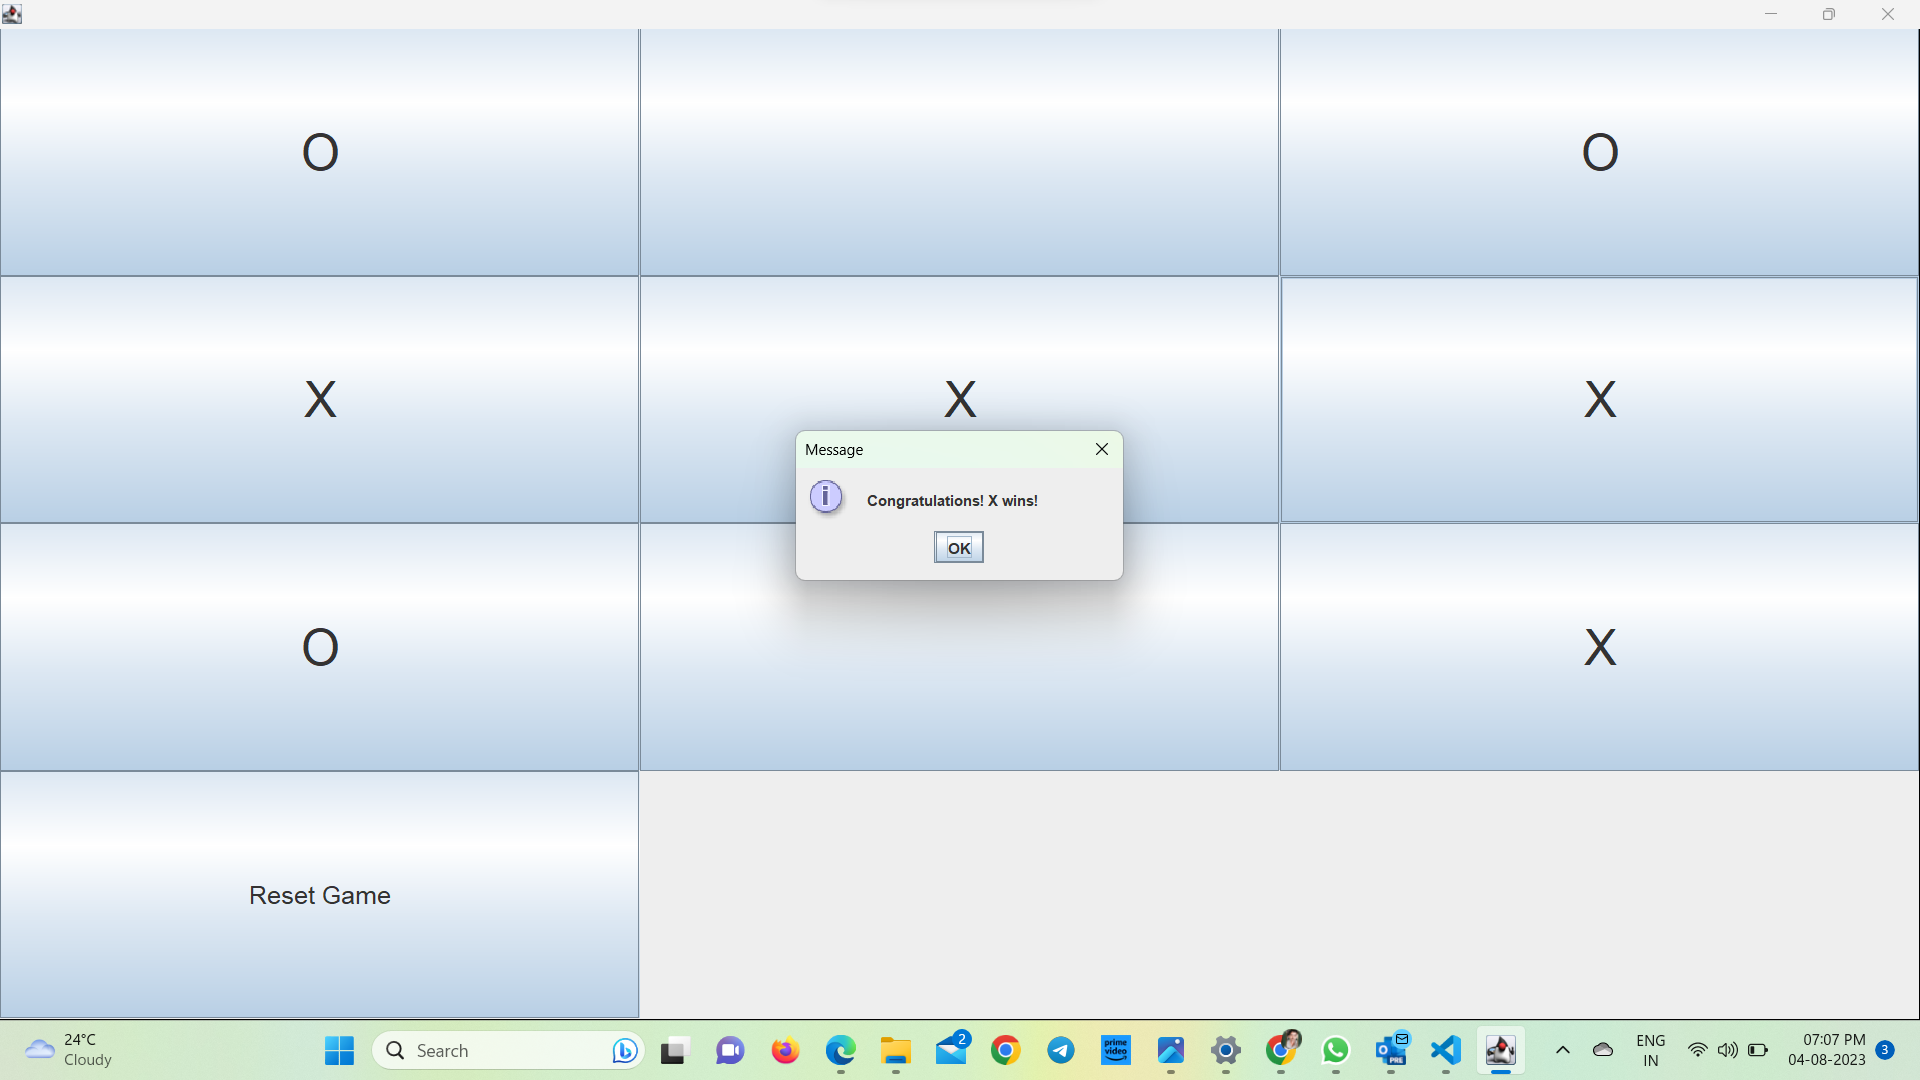 O
O
X
X
X
Message
Congratulations! X wins!
OK
O
X
Reset Game
24°C
Cloudy
Search
2
prime
video
PRE
ENG
IN
07:07 PM
04-08-2023
3